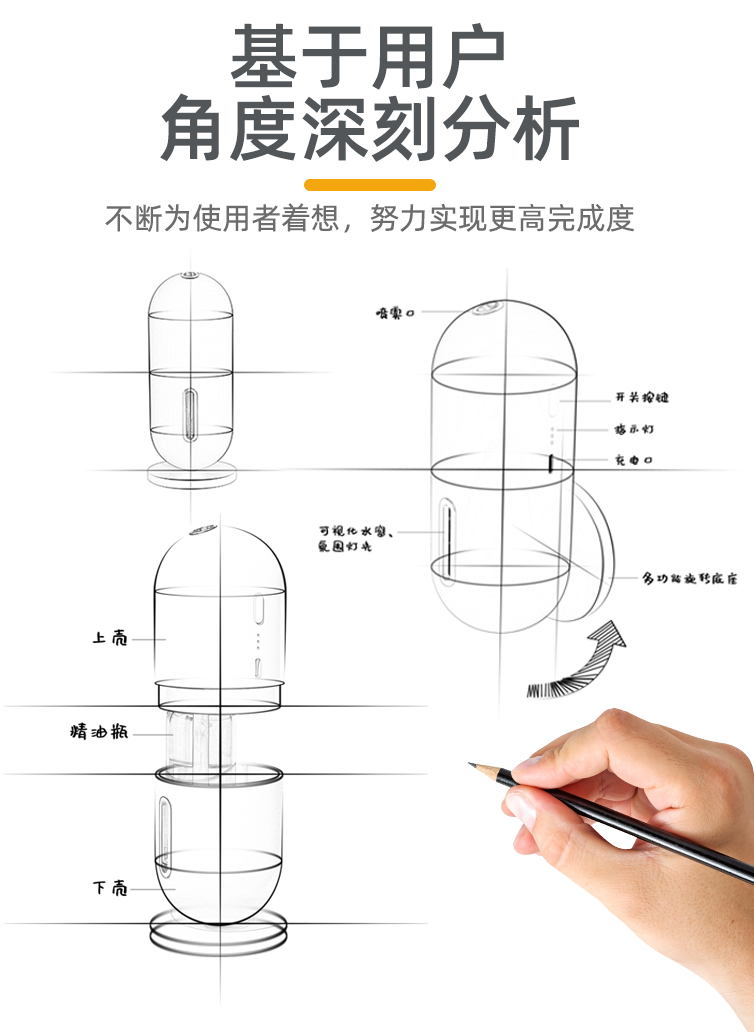 基于用户
角度深刻分析
不断为使用者着想，努力实现更高完成度
喷雾口
开关按键
指示灯
充电口
可视化水窗、
氛围灯光
多功能旋转底座
上壳
精油瓶
下壳